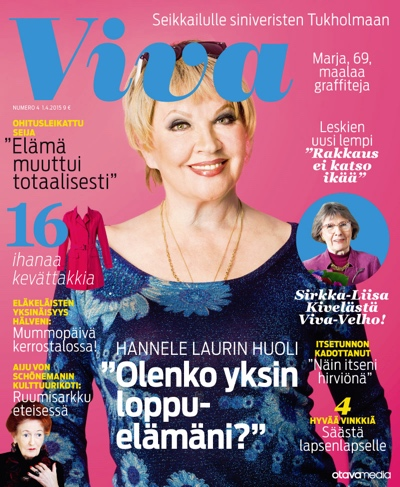 Seikkailulle siniveristen Tukholmaan
Viva
NUMERO 4 1.4.2015 9 €
Marja, 69,
maalaa
graffiteja
OHITUSLEIKATTU
SEIJA
”Elämä
muuttui
totaalisesti”
Leskien
uusi lempi
”Rakkaus
ei katso
ikää”
16
ihanaa
kevättakkia
Sirkka-Liisa
Kivelästä
Viva-Velho!
ELÄKELÄISTEN
YKSINÄISYYS
HÄLVENI:
Mummopäivä
kerrostalossa!
HANNELE LAURIN HUOLI
”Olenko yksin
loppu-
elämäni?”
ITSETUNNON
KADOTTANUT
”Näin itseni
hirviönä”
AIJU VON
SCHÖNEMANIN
KULTTUURIKOTI:
Ruumisarkku
eteisessä
4
HYVÄÄ VINKKIÄ
Säästä
lapsenlapselle
otavamedia